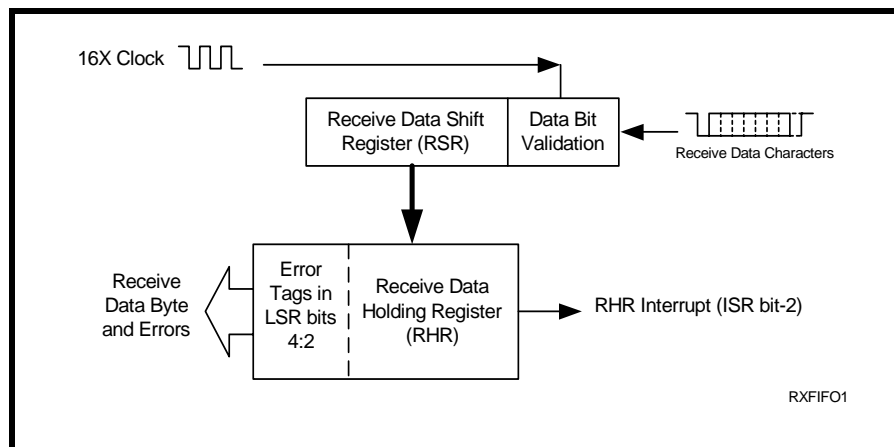 16X Clock
Receive Data Shift
Register (RSR)
Data Bit
Validation
Receive Data Characters
Receive
Data Byte
and Errors
Error
Tags in
LSR bits
4:2
Receive Data
Holding Register
(RHR)
RHR Interrupt (ISR bit-2)
RXFIFO1